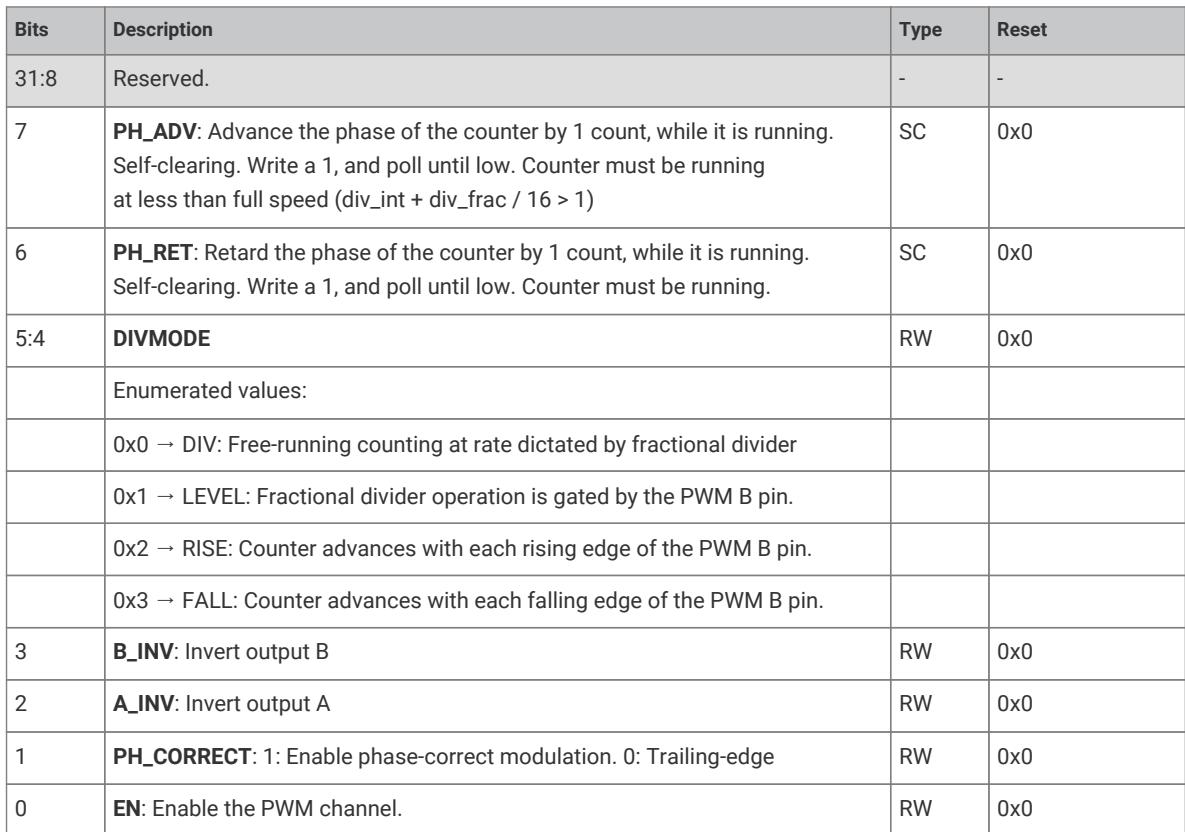 Bits Description Type Reset
31:8 Reserved. - -
7 PH_ADV: Advance the phase of the counter by 1 count, while it is running. SC 0x0
Self-clearing. Write a 1, and poll until low. Counter must be running
at less than full speed (div_int + div_frac / 16 > 1)
6 PH_RET: Retard the phase of the counter by 1 count, while it is running. SC 0x0
Self-clearing. Write a 1, and poll until low. Counter must be running.
5:4 DIVMODE RW 0x0
Enumerated values:
0x0 → DIV: Free-running counting at rate dictated by fractional divider
0x1 → LEVEL: Fractional divider operation is gated by the PWM B pin.
0x2 → RISE: Counter advances with each rising edge of the PWM B pin.
0x3 → FALL: Counter advances with each falling edge of the PWM B pin.
3 B_INV: Invert output B RW 0x0
2 A_INV: Invert output A RW 0x0
1 PH_CORRECT: 1: Enable phase-correct modulation. 0: Trailing-edge RW 0x0
0 EN: Enable the PWM channel. RW 0x0